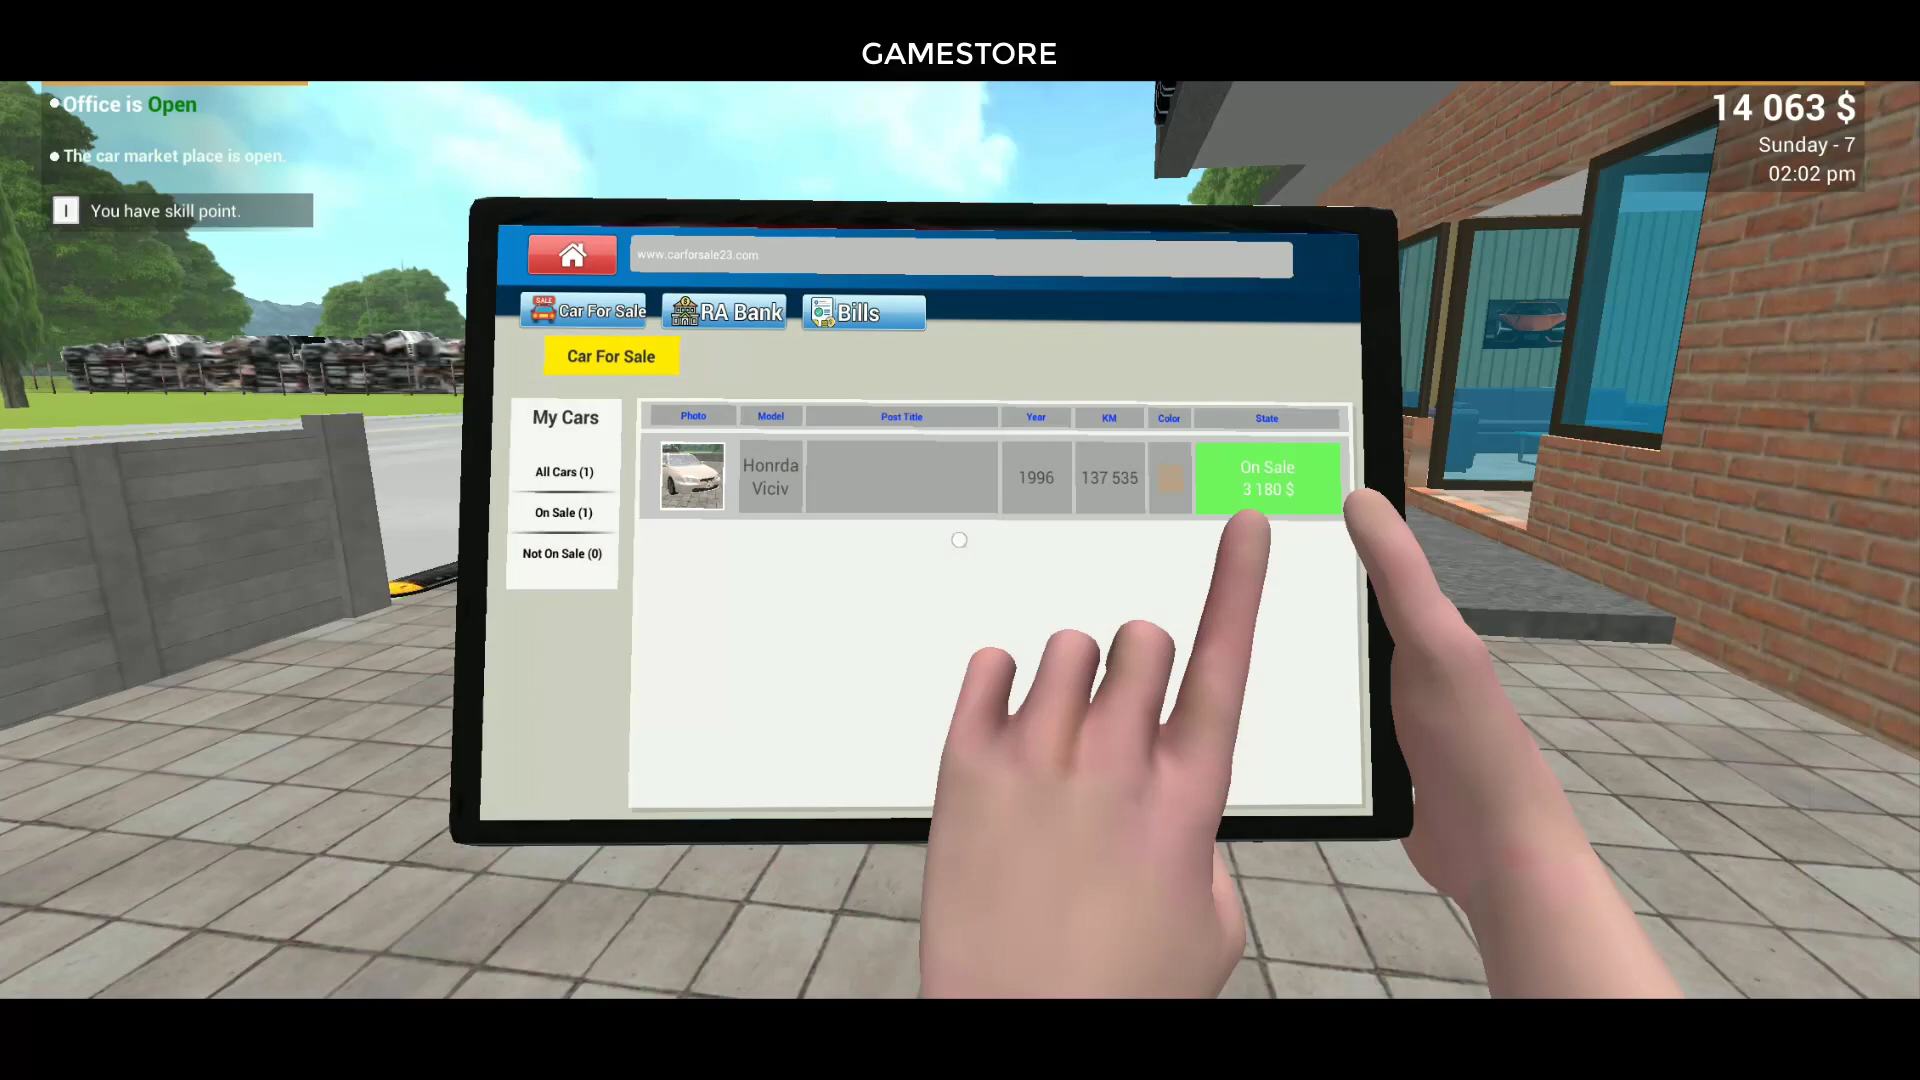 GAMESTORE
Office is Open
The car market place is open.
I You have skill point.
14 063 $
Sunday - 7
02:02 pm
www.carforsale23.com
SALE Car For Sale RA Bank Bills
Car For Sale
My Cars
All Cars (1)
On Sale (1)
Not On Sale (0)
Photo Model Post Title Year KM Color State
Honrda
Viciv
1996 137 535
On Sale
3 180 $